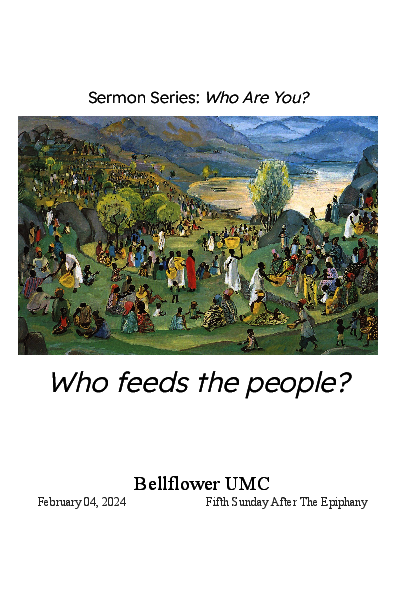 Sermon Series: Who Are You?
Who feeds the people?
Bellflower UMC
February 04, 2024 Fifth Sunday After The Epiphany